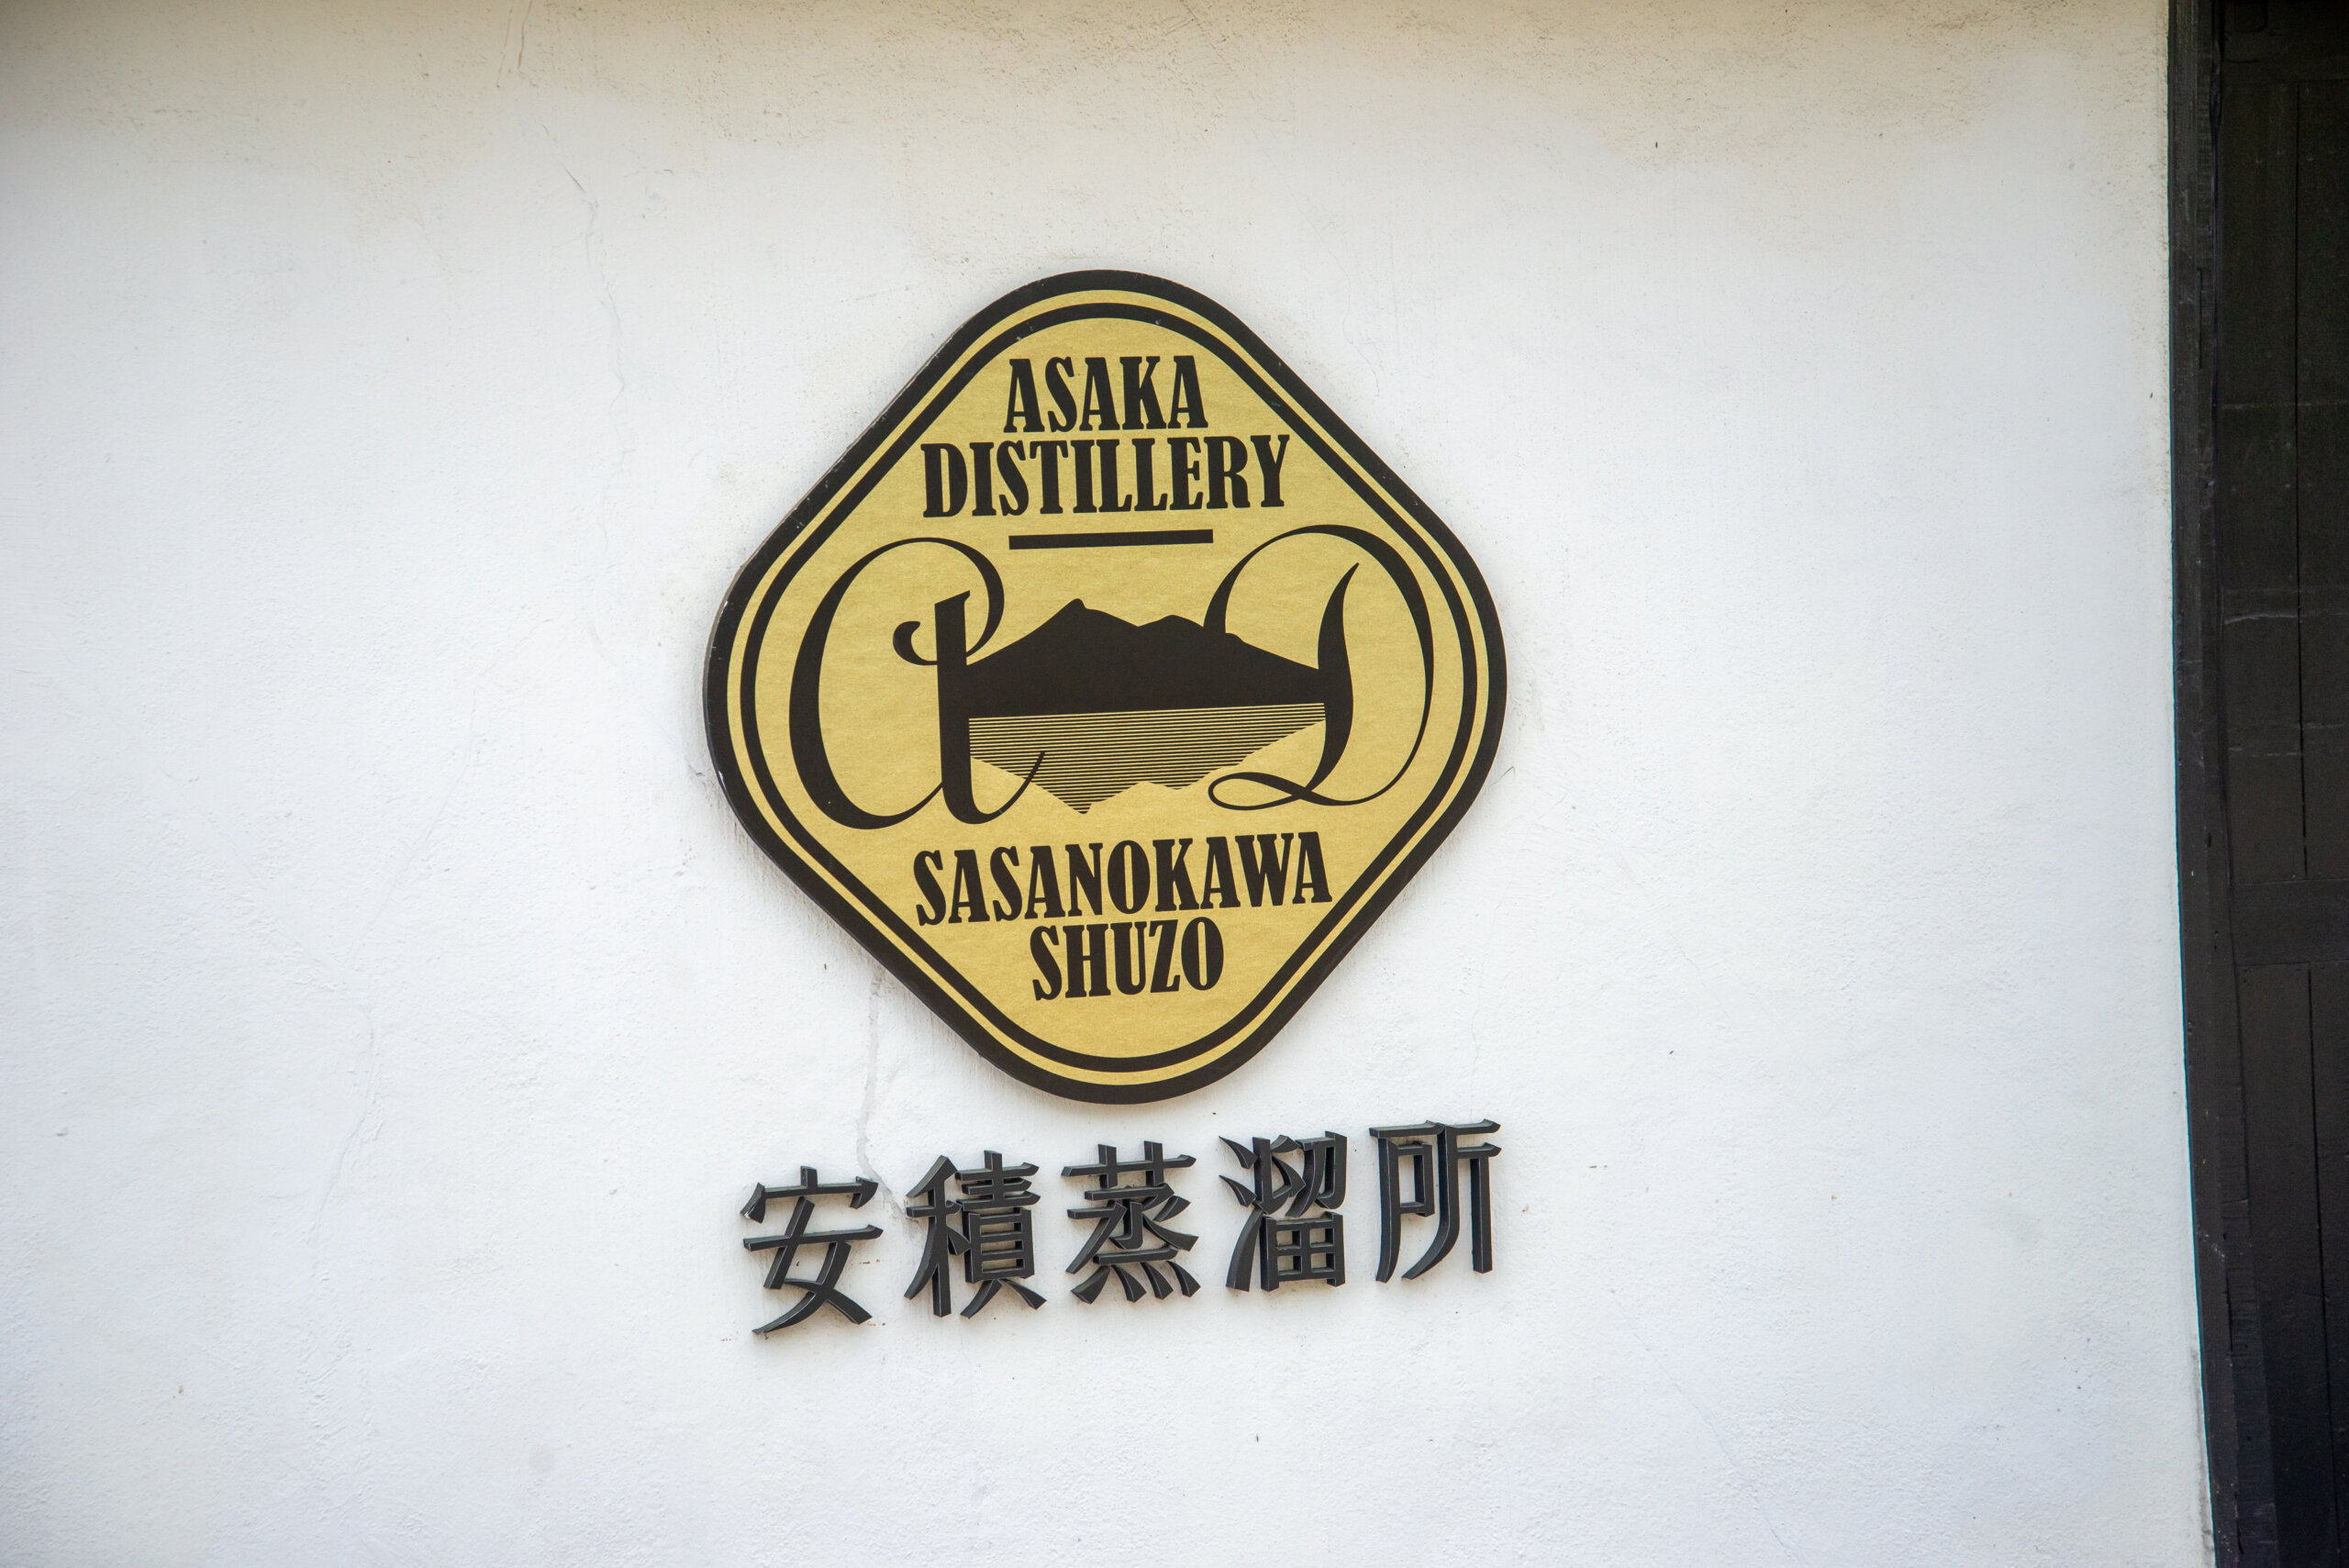 ASAKA
DISTILLERY
A D
SASANOKAWA
SHUZO
安積蒸溜所